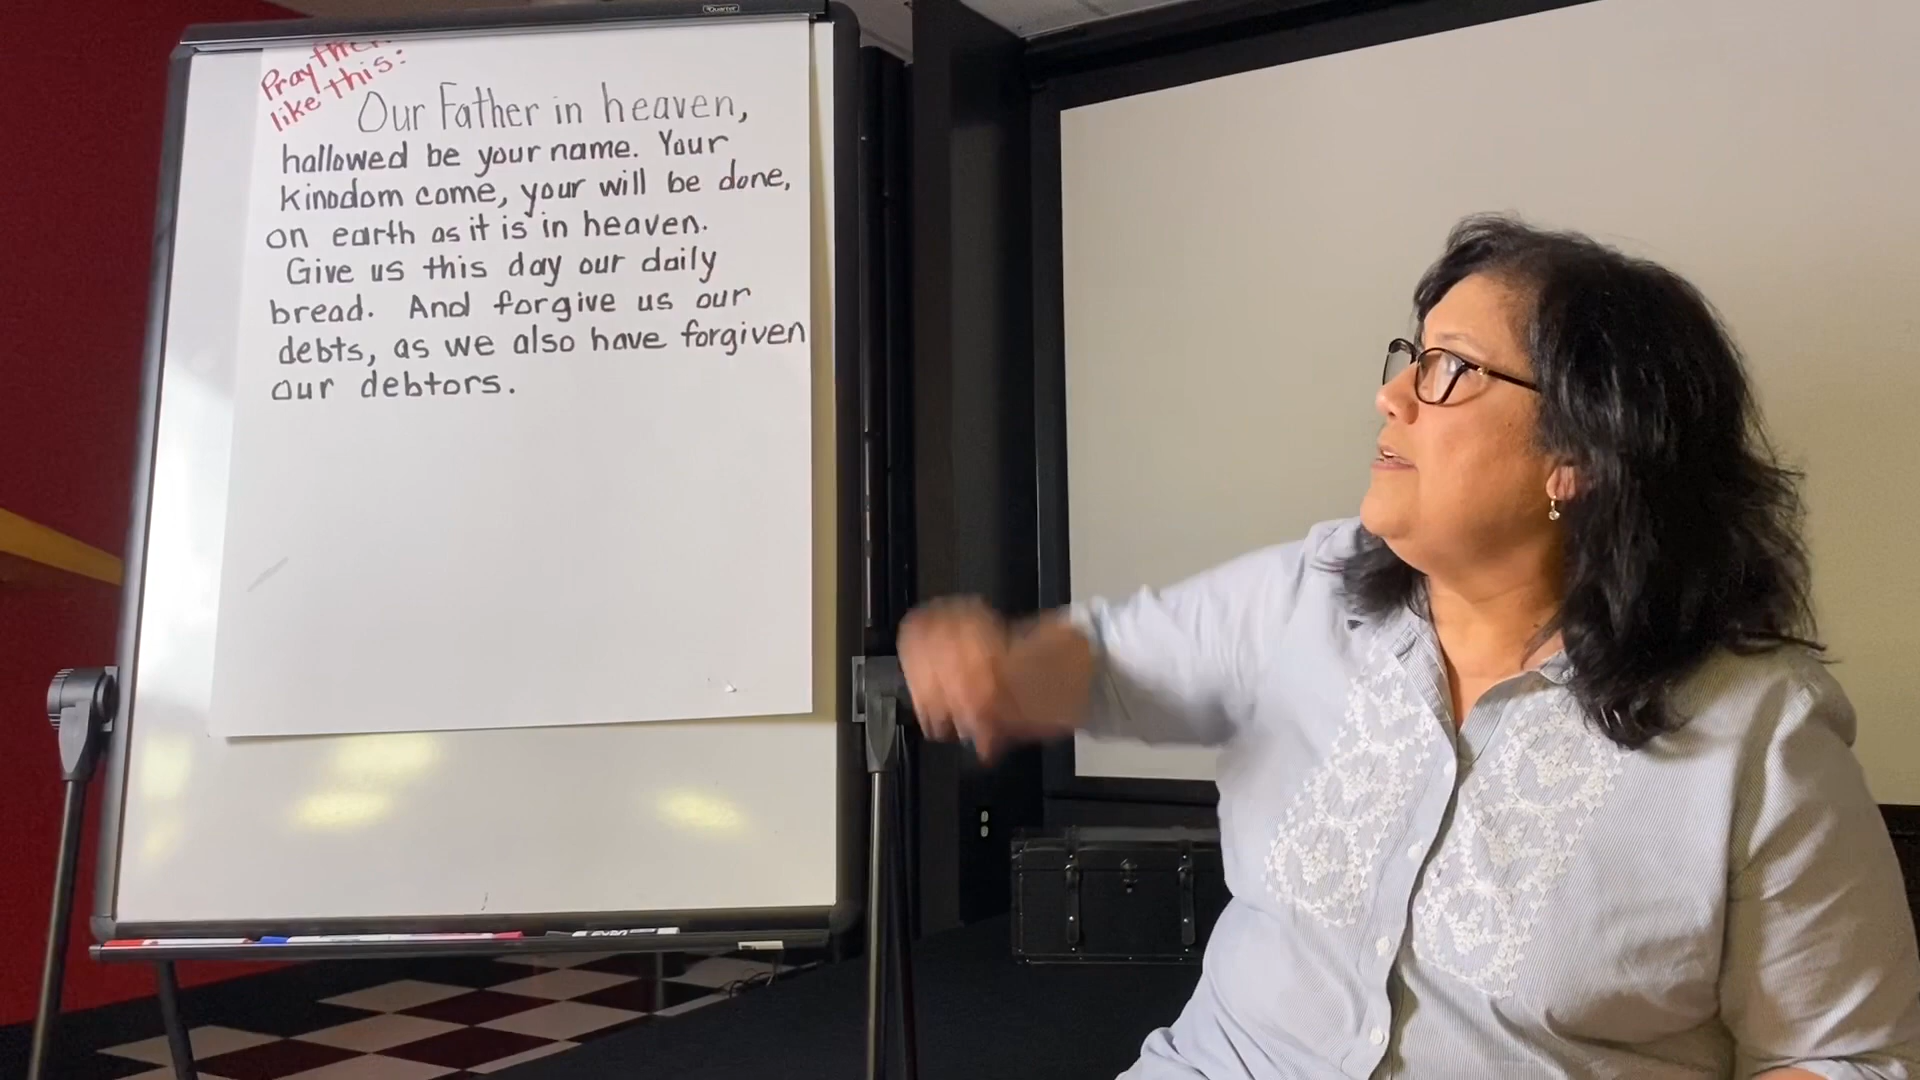 Quartet
Pray then
like this:
Our Father in heaven,
hallowed be your name. Your
kinodom come, your will be done,
on earth as it is in heaven.
Give us this day our daily
bread. And forgive us our
debts, as we also have forgiven
our debtors.
EXPO